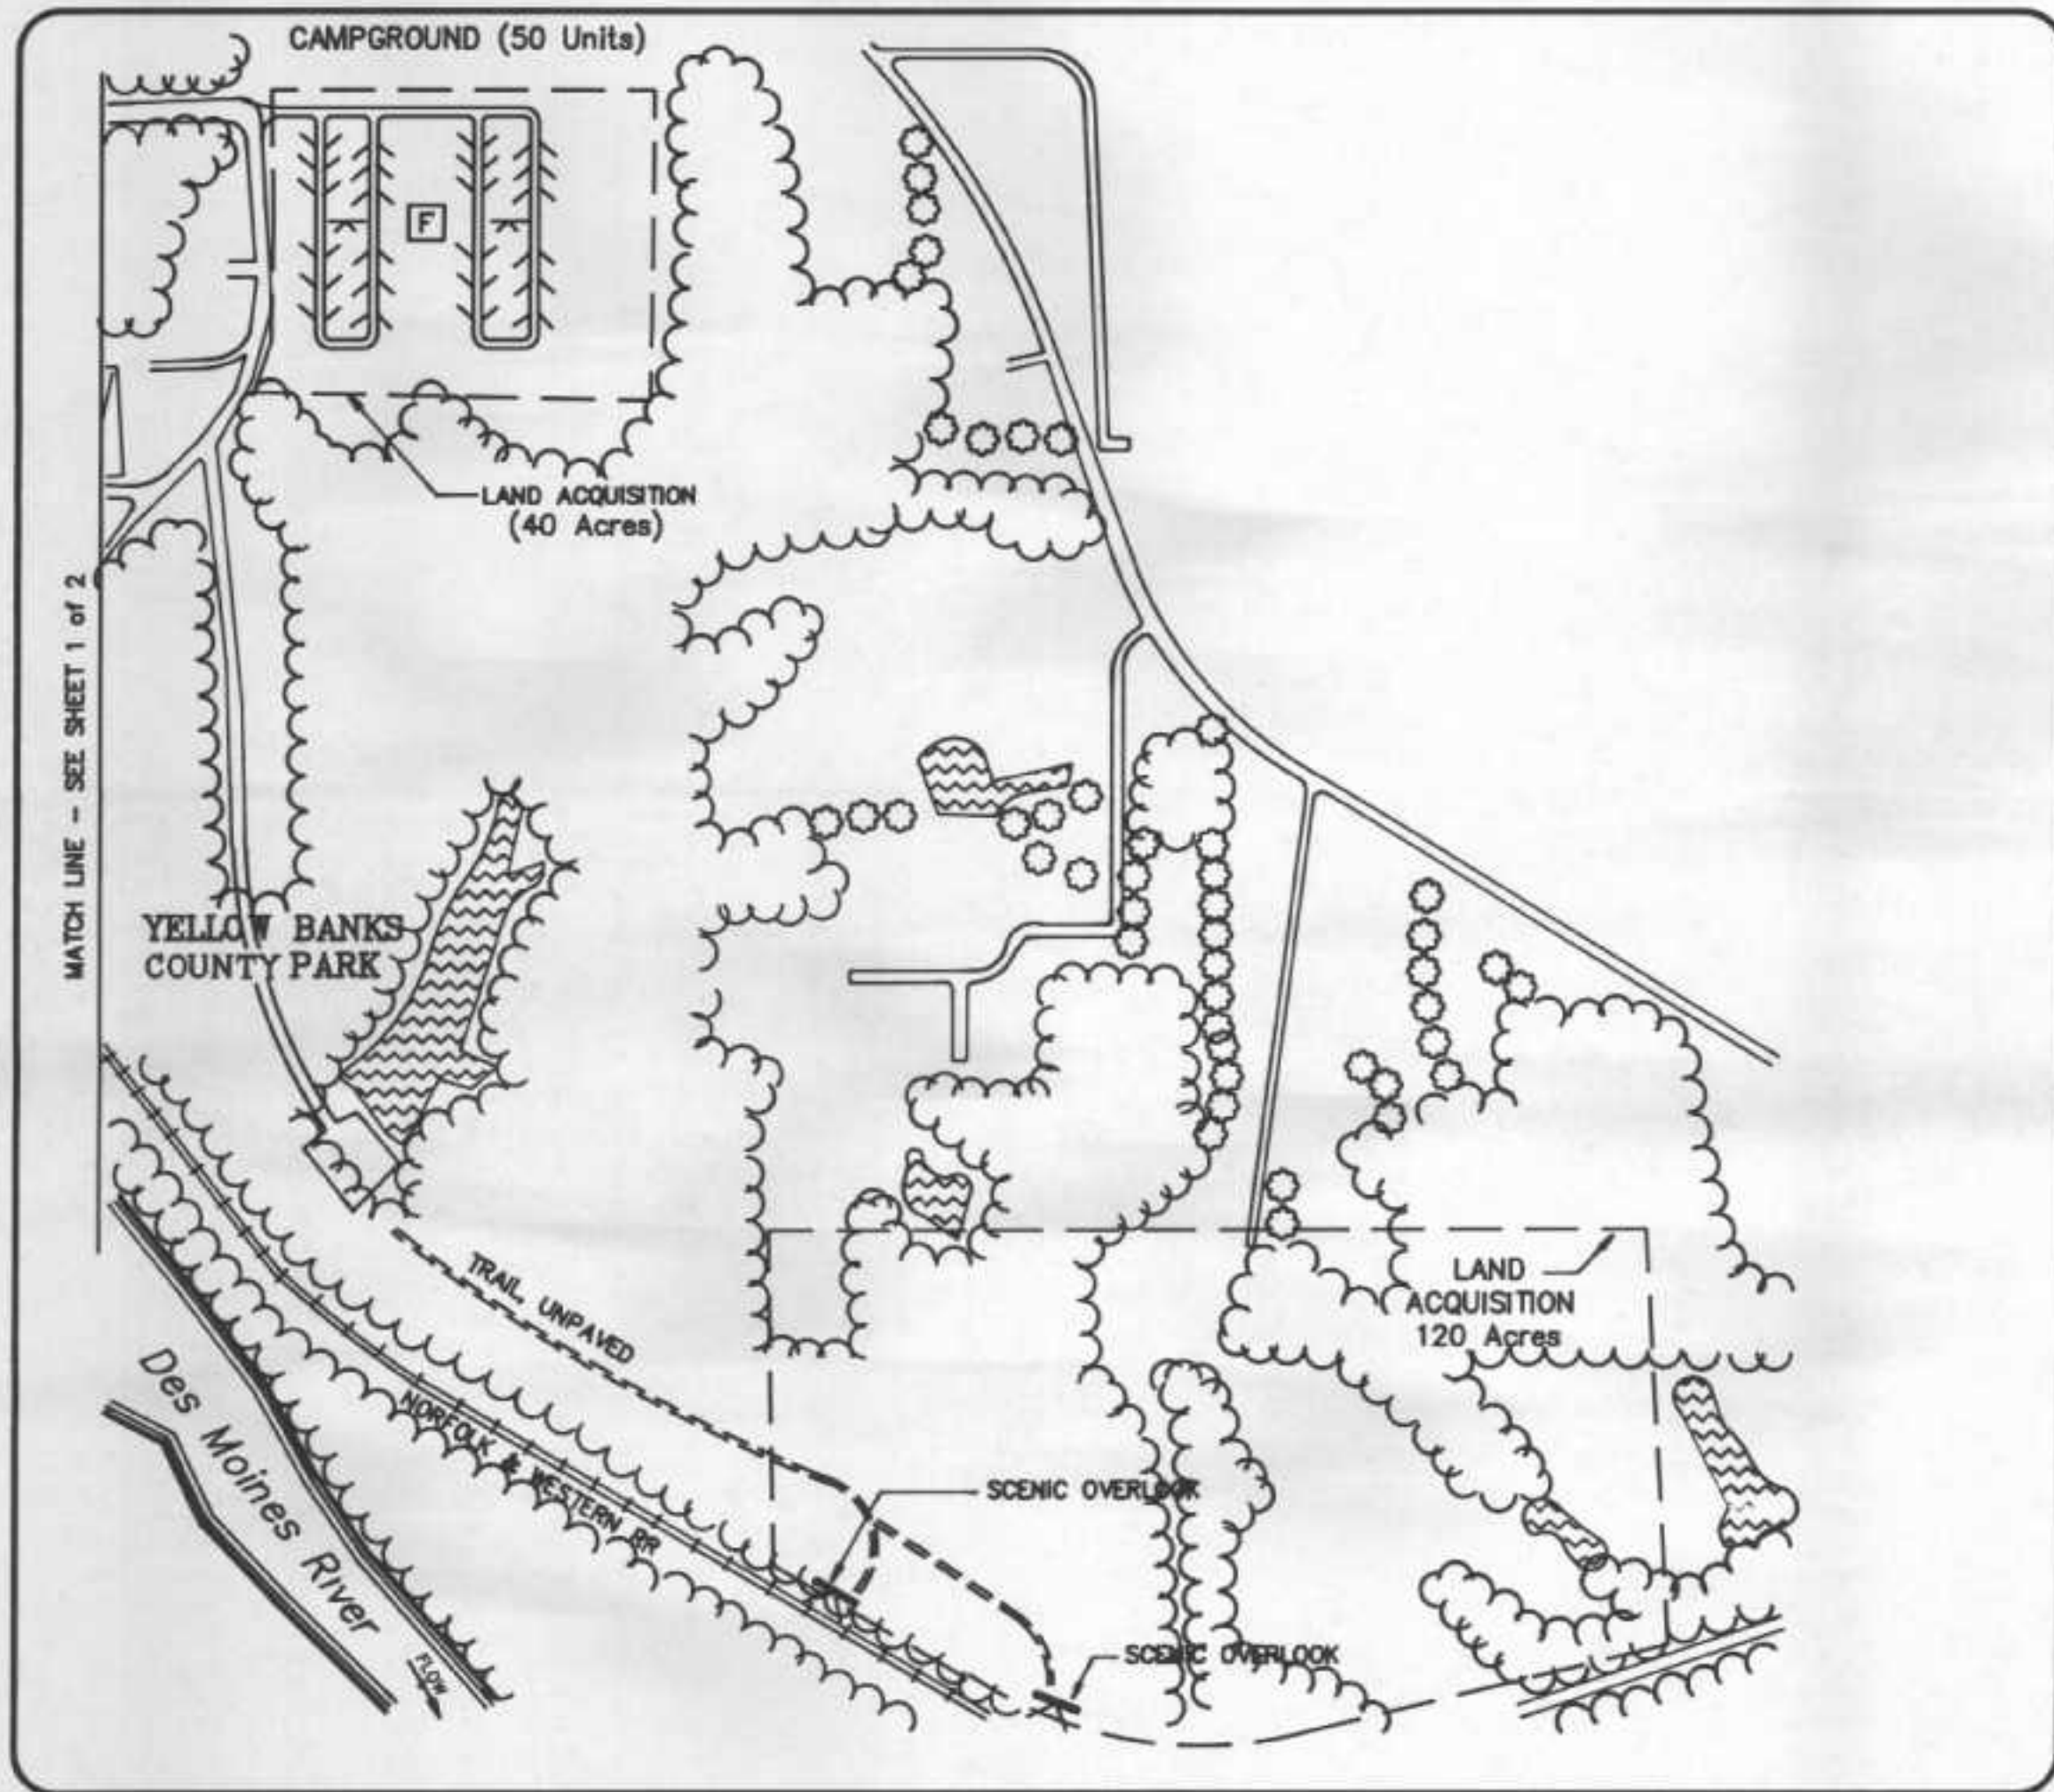 CAMPGROUND (50 Units)
F
LAND ACQUISITION
(40 Acres)
MATCH LINE - SEE SHEET 1 of 2
YELLOW BANKS
COUNTY PARK
TRAIL, UNPAVED
LAND
ACQUISITION
120 Acres
NORFOLK & WESTERN RR
Des Moines River
SCENIC OVERLOOK
SCENIC OVERLOOK
FLOW